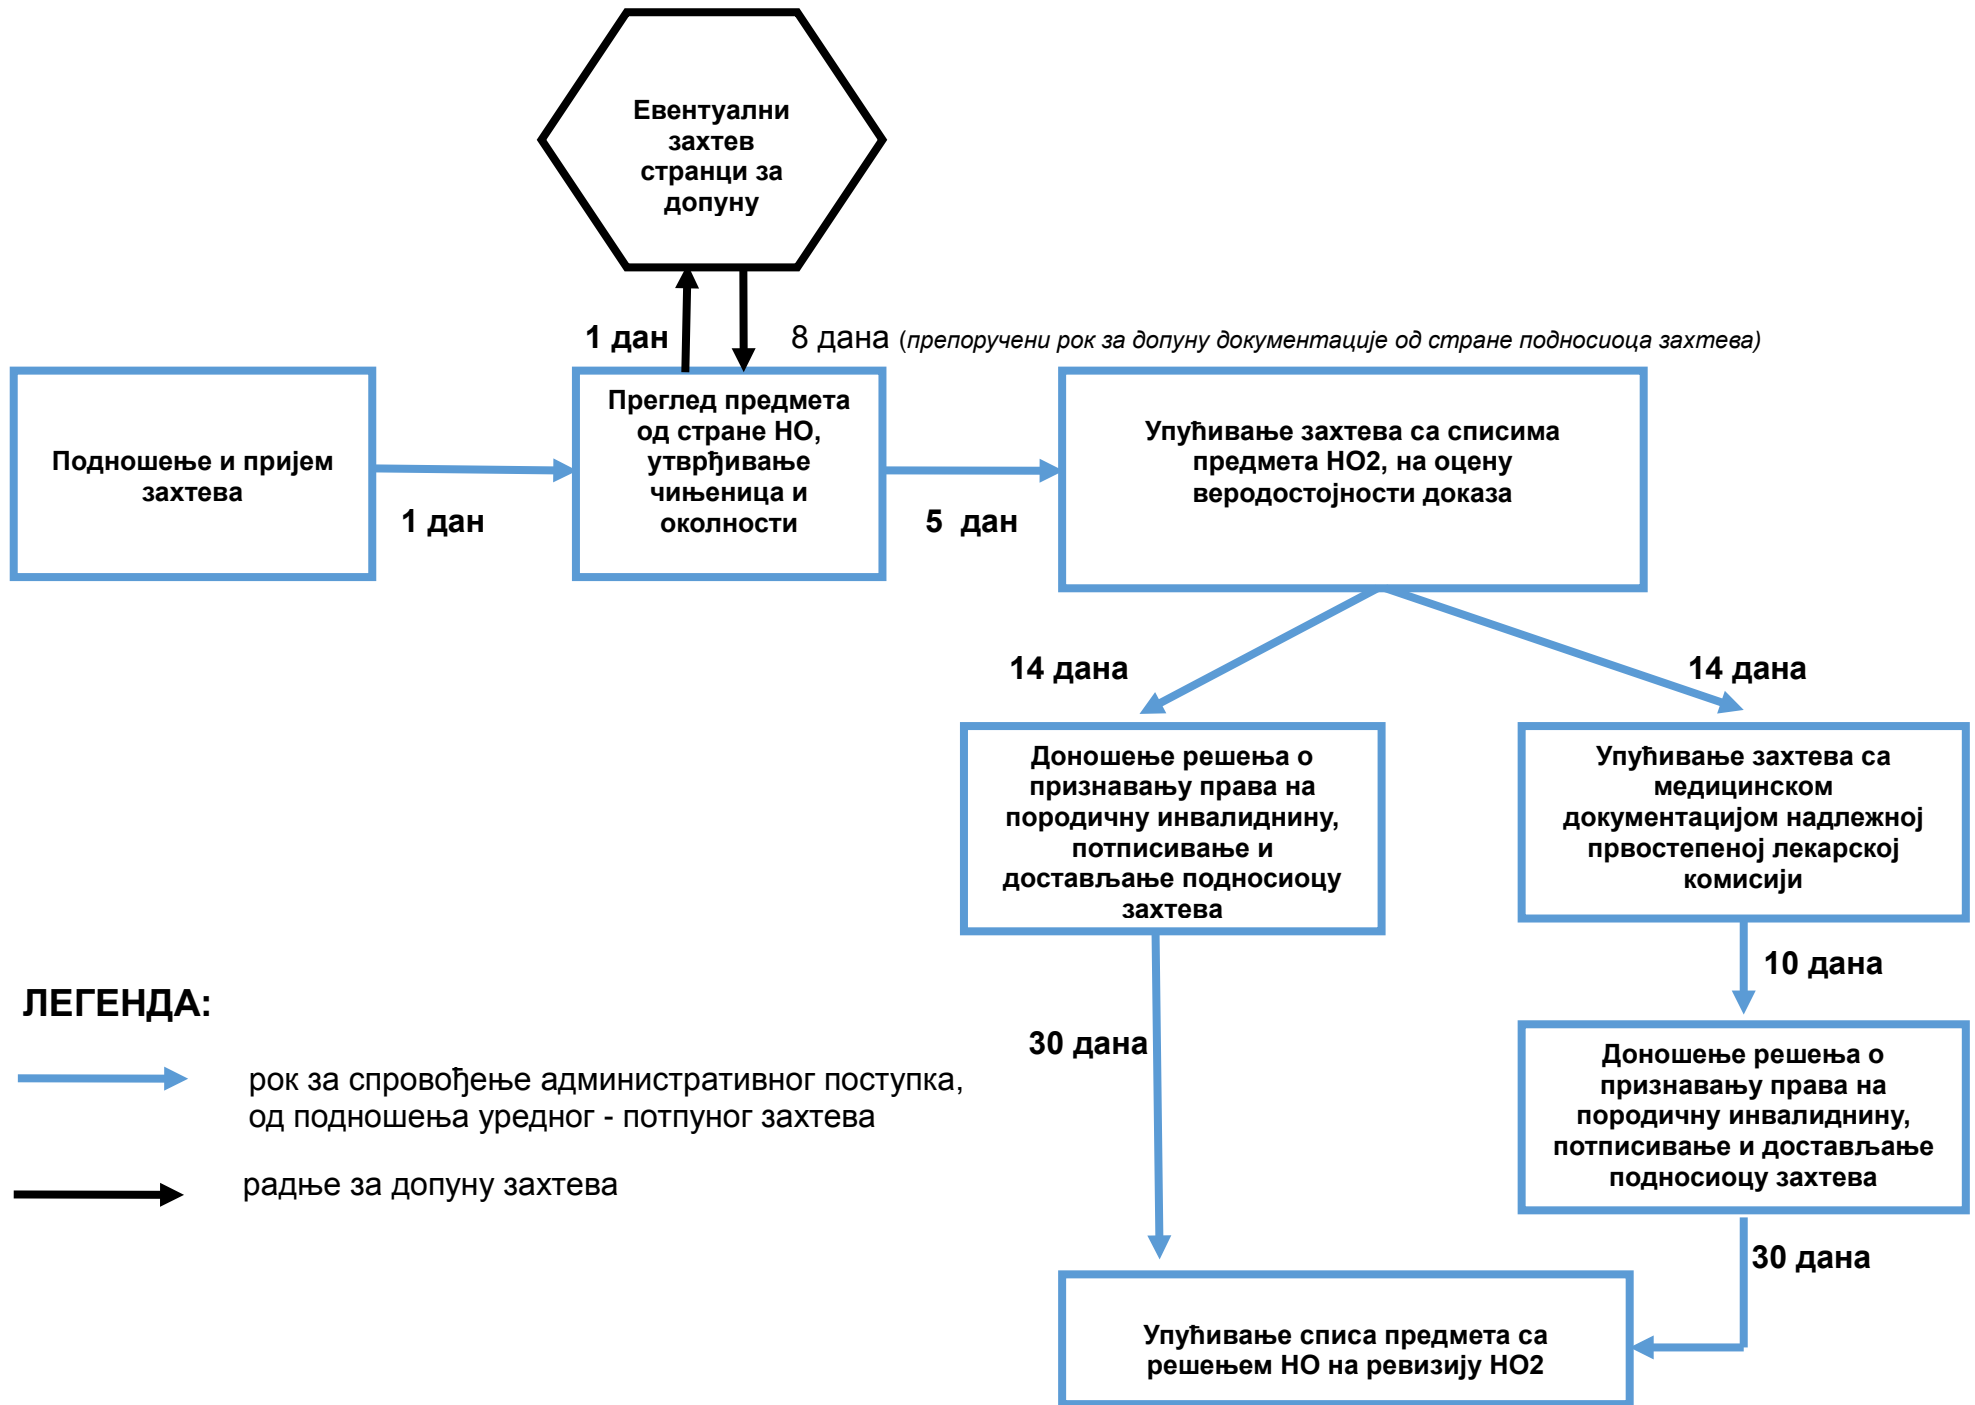 Евентуални
захтев
странци за
допуну
1 дан
8 дана (препоручени рок за допуну документације од стране подносиоца захтева)
Подношење и пријем
захтева
1 дан
Преглед предмета
од стране НО,
утврђивање
чињеница и
околности
5  дан
Упућивање захтева са списима
предмета НО2, на оцену
веродостојности доказа
14 дана
14 дана
Доношење решења о
признавању права на
породичну инвалиднину,
потписивање и
достављање подносиоцу
захтева
Упућивање захтева са
медицинском
документацијом надлежној
првостепеној лекарској
комисији
10 дана
30 дана
Доношење решења о
признавању права на
породичну инвалиднину,
потписивање и достављање
подносиоцу захтева
30 дана
Упућивање списа предмета са
решењем НО на ревизију НО2
ЛЕГЕНДА:
рок за спровођење административног поступка,
од подношења уредног - потпуног захтева
радње за допуну захтева